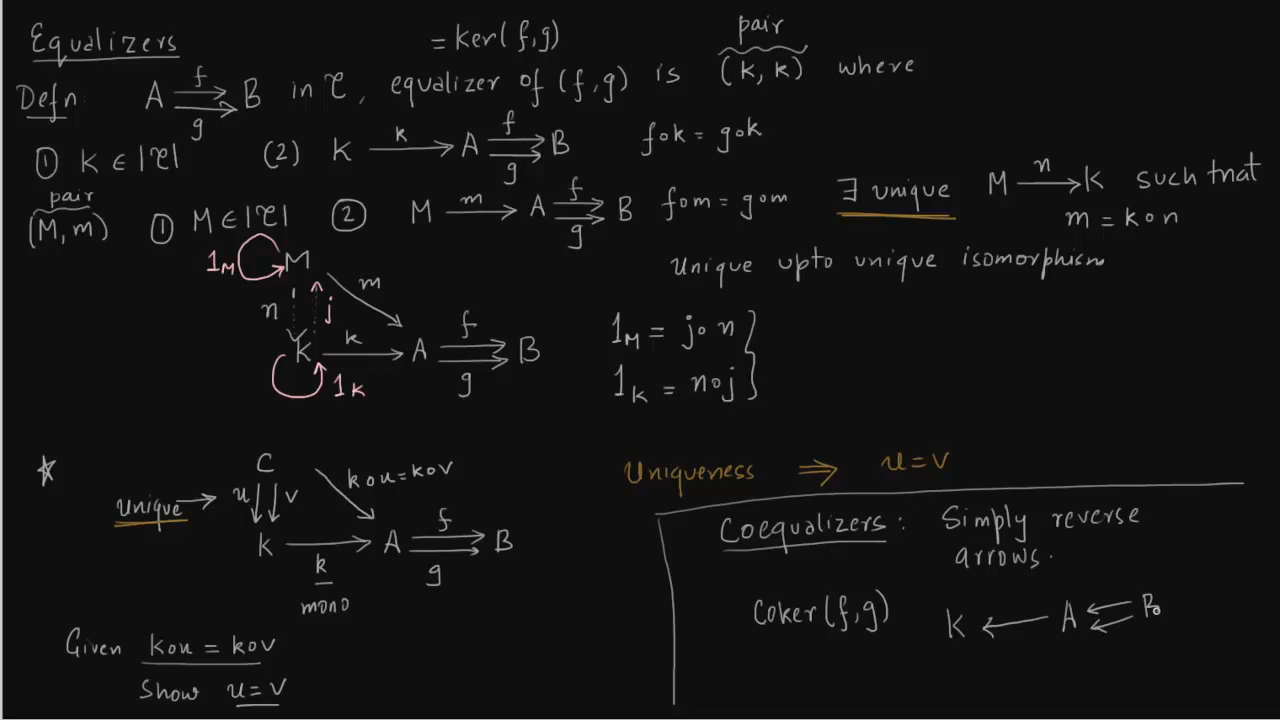 Equalizers
= Ker(f,g)
pair
Defn: A f g B in C, equalizer of (f,g) is (K, k) where
① K ∈ |C| (2) K k A f g B f∘k = g∘k
pair
(M, m) ① M ∈ |C| ② M m A f g B f∘m = g∘m ∃ unique M n K such that
m = k∘n
Unique upto unique isomorphism
1M M m
n j
K k A f g B
1K
1M = j∘n
1K = n∘j
C k∘u = k∘v
Unique u v
K k A f g B
mono
Given k∘u = k∘v
Show u = v
Uniqueness ⇒ u = v
Coequalizers: Simply reverse
arrows.
Coker(f,g) K ← A B